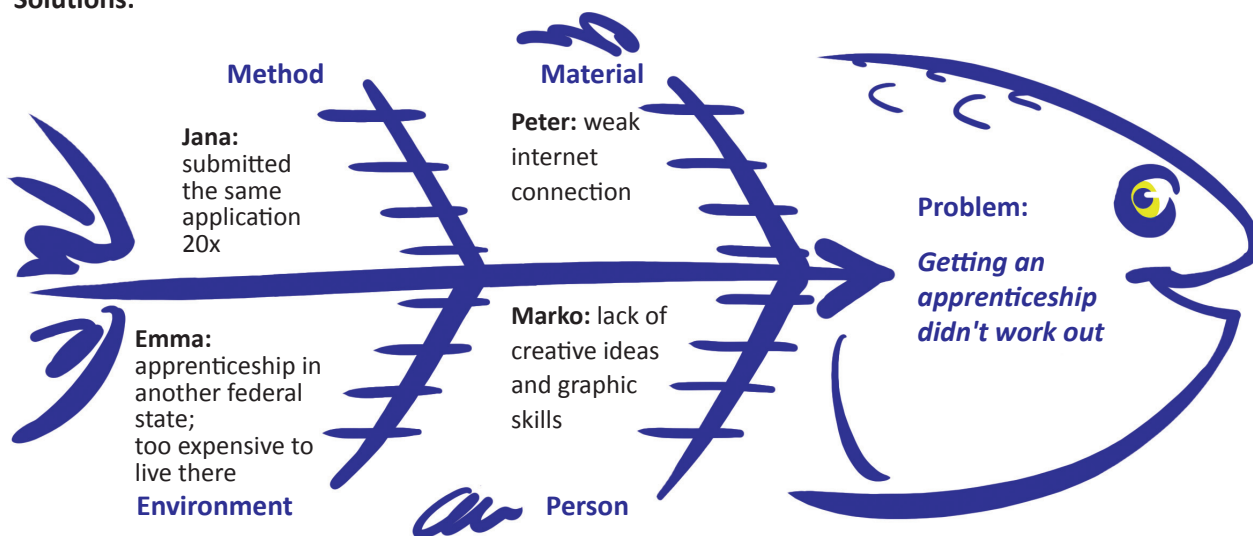 Solutions:
Method
Material
Jana:
submitted
the same
application
20x
Peter: weak
internet
connection
Problem:
Getting an
apprenticeship
didn't work out
Emma:
apprenticeship in
another federal
state;
too expensive to
live there
Marko: lack of
creative ideas
and graphic
skills
Environment
Person